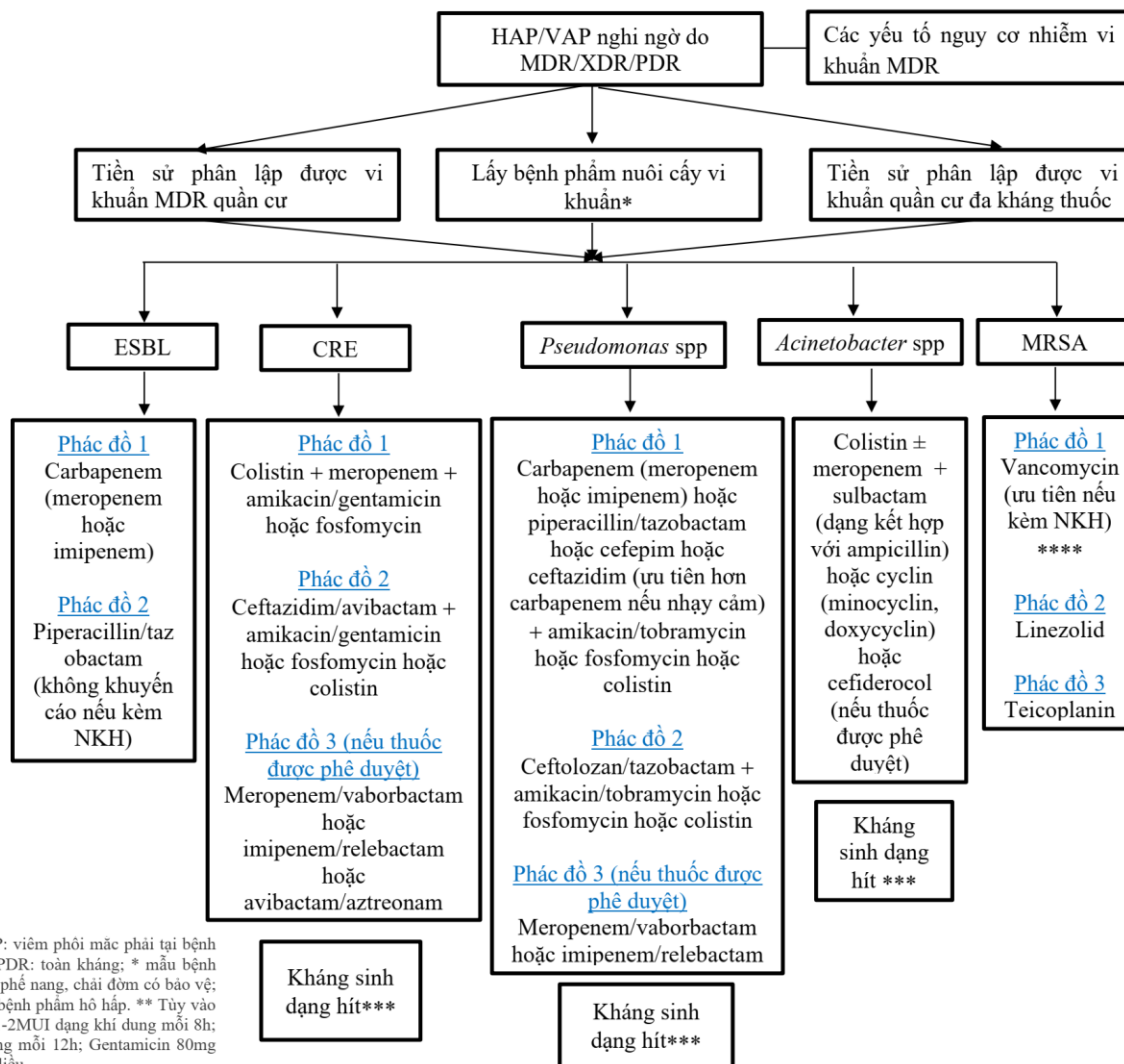 HAP/VAP nghi ngờ do
MDR/XDR/PDR
Các yếu tố nguy cơ nhiễm vi
khuẩn MDR
Tiền sử phân lập được vi
khuẩn MDR quần cư
Lấy bệnh phẩm nuôi cấy vi
khuẩn*
Tiền sử phân lập được vi
khuẩn quần cư đa kháng thuốc
ESBL
CRE
Pseudomonas spp
Acinetobacter spp
MRSA
Phác đồ 1
Carbapenem
(meropenem
hoặc
imipenem)
Phác đồ 2
Piperacillin/taz
obactam
(không khuyến
cáo nếu kèm
NKH)
Phác đồ 1
Colistin + meropenem +
amikacin/gentamicin
hoặc fosfomycin
Phác đồ 2
Ceftazidim/avibactam +
amikacin/gentamicin
hoặc fosfomycin hoặc
colistin
Phác đồ 3 (nếu thuốc
được phê duyệt)
Meropenem/vaborbactam
hoặc
imipenem/relebactam
hoặc
avibactam/aztreonam
Kháng sinh
dạng hít***
Phác đồ 1
Carbapenem (meropenem
hoặc imipenem) hoặc
piperacillin/tazobactam
hoặc cefepim hoặc
ceftazidim (ưu tiên hơn
carbapenem nếu nhạy cảm)
+ amikacin/tobramycin
hoặc fosfomycin hoặc
colistin
Phác đồ 2
Ceftolozan/tazobactam +
amikacin/tobramycin hoặc
fosfomycin hoặc colistin
Phác đồ 3 (nếu thuốc được
phê duyệt)
Meropenem/vaborbactam
hoặc imipenem/relebactam
Kháng sinh
dạng hít***
Colistin ±
meropenem +
sulbactam
(dạng kết hợp
với ampicillin)
hoặc cyclin
(minocyclin,
doxycyclin)
hoặc
cefiderocol
(nếu thuốc
được phê
duyệt)
Kháng
sinh dạng
hít ***
Phác đồ 1
Vancomycin
(ưu tiên nếu
kèm NKH)
****
Phác đồ 2
Linezolid
Phác đồ 3
Teicoplanin
P: viêm phôi mắc phải tại bệnh
PDR: toàn kháng; * mẫu bệnh
phế nang, chải đờm có bảo vệ;
bệnh phẩm hô hấp. ** Tùy vào
-2MUI dạng khí dung mỗi 8h;
ng mỗi 12h; Gentamicin 80mg